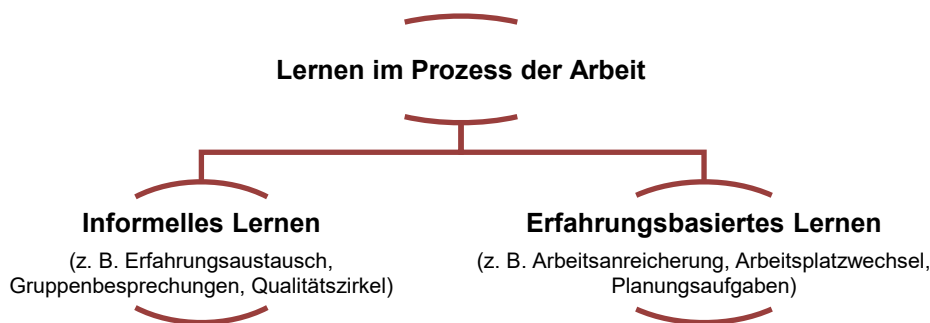 Lernen im Prozess der Arbeit
Informelles Lernen
(z. B. Erfahrungsaustausch,
Gruppenbesprechungen, Qualitätszirkel)
Erfahrungsbasiertes Lernen
(z. B. Arbeitsanreicherung, Arbeitsplatzwechsel,
Planungsaufgaben)